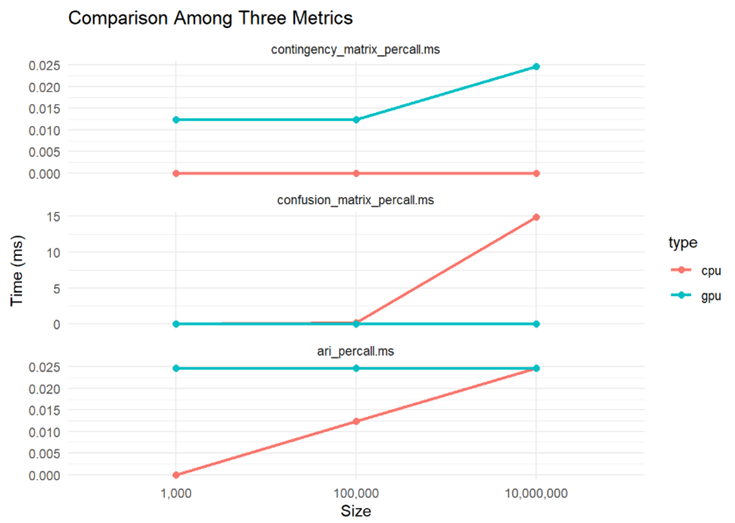 Comparison Among Three Metrics
contingency_matrix_percall.ms
0.025
0.020
0.015
0.010
0.005
0.000
confusion_matrix_percall.ms
15
10
5
0
ari_percall.ms
0.025
0.020
0.015
0.010
0.005
0.000
1,000
100,000
10,000,000
Size
Time (ms)
type
cpu
gpu